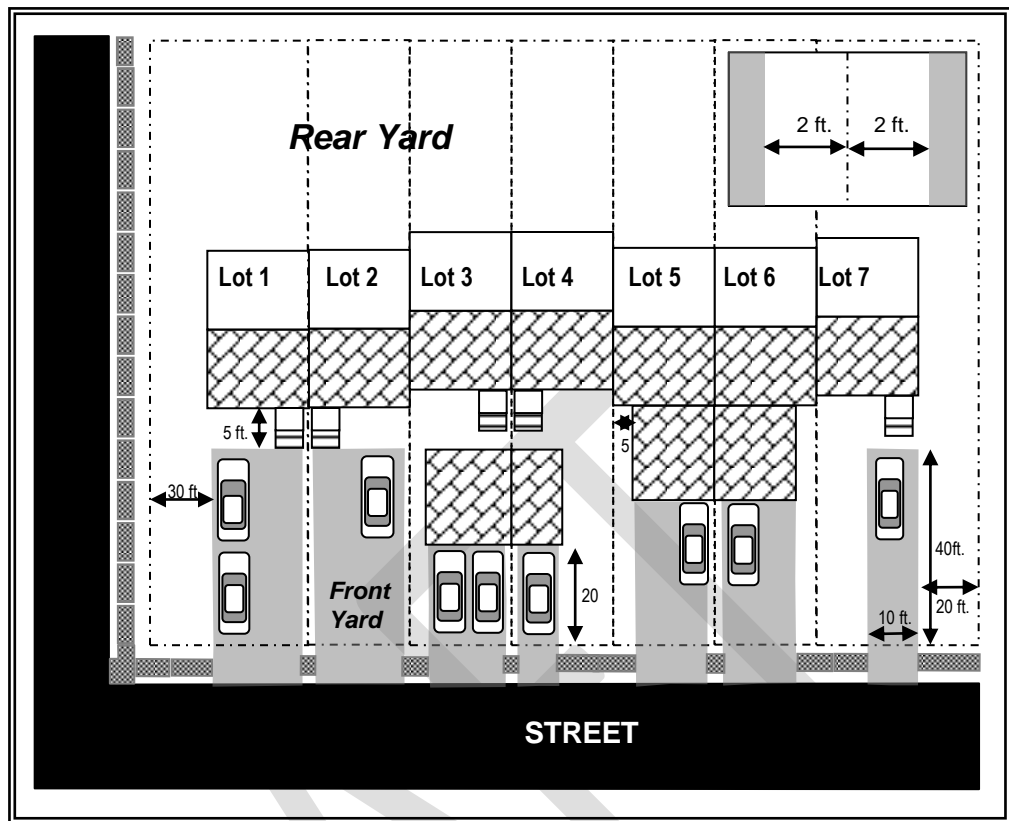 2 ft. 2 ft.
Rear Yard
Lot 1 Lot 2 Lot 3 Lot 4 Lot 5 Lot 6 Lot 7
5 ft.
5
30 ft
Front
Yard
20
40ft.
10 ft.
20 ft.
STREET